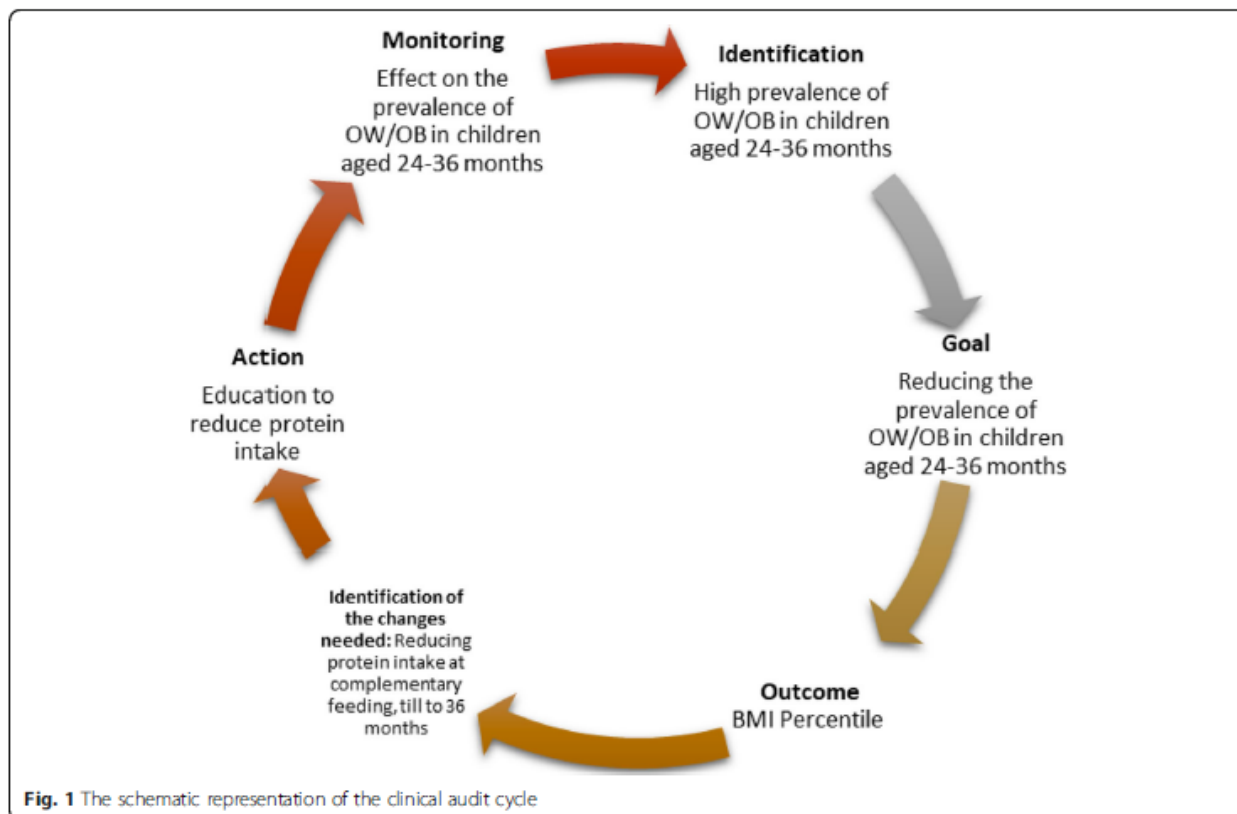 Monitoring
Effect on the
prevalence of
OW/OB in children
aged 24-36 months
Identification
High prevalence of
OW/OB in children
aged 24-36 months
Goal
Reducing the
prevalence of
OW/OB in children
aged 24-36 months
Outcome
BMI Percentile
Identification of
the changes
needed: Reducing
protein intake at
complementary
feeding, till to 36
months
Action
Education to
reduce protein
intake
Fig. 1 The schematic representation of the clinical audit cycle